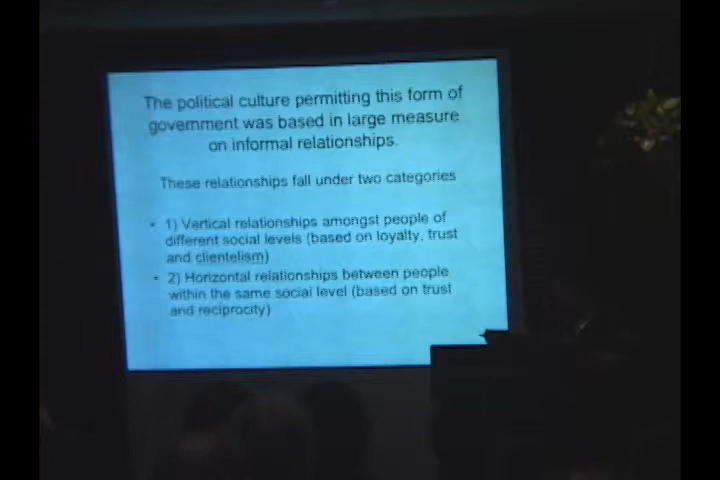 The political culture permitting this form of
government was based in large measure
on informal relationships.
These relationships fall under two categories
• 1) Vertical relationships amongst people of
different social levels (based on loyalty, trust
and clientelism)
• 2) Horizontal relationships between people
within the same social level (based on trust
and reciprocity)